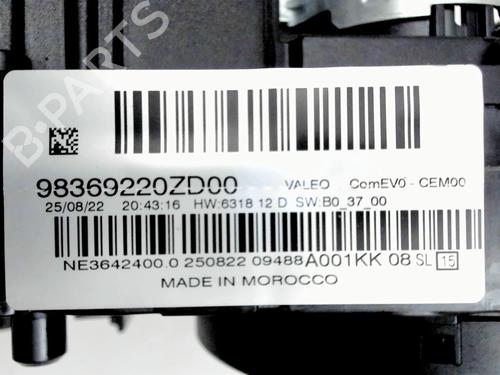 B-PARTS
98369220ZD00 VALEO ComEV0 - CEM00
25/08/22 20:43:16 HW:6318 12 D SW:B0_37_00
NE3642400.0 250822 09488A001KK 08 SL 15
MADE IN MOROCCO